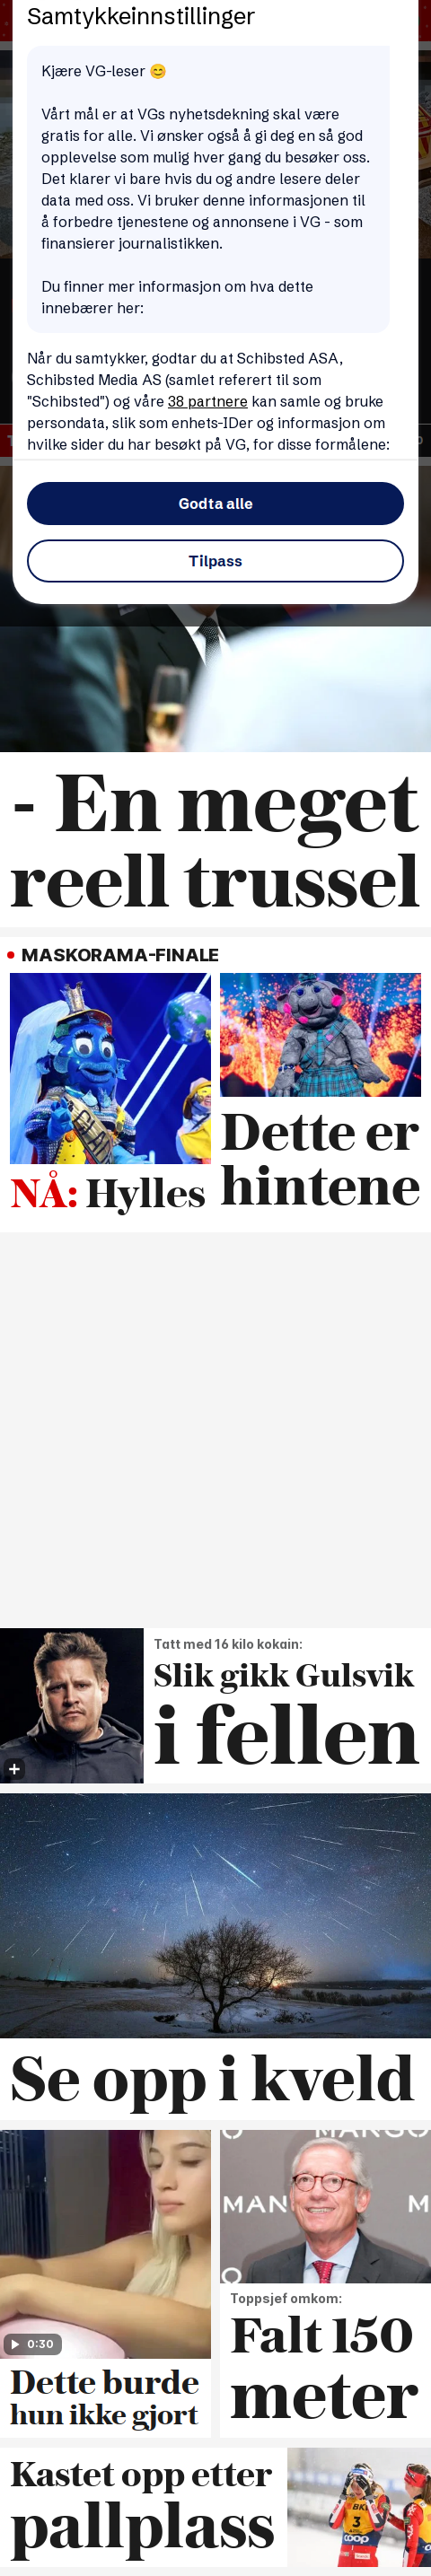 Samtykkeinnstillinger
Kjære VG-leser 😊
Vårt mål er at VGs nyhetsdekning skal være
gratis for alle. Vi ønsker også å gi deg en så god
opplevelse som mulig hver gang du besøker oss.
Det klarer vi bare hvis du og andre lesere deler
data med oss. Vi bruker denne informasjonen til
å forbedre tjenestene og annonsene i VG - som
finansierer journalistikken.
Du finner mer informasjon om hva dette
innebærer her:
Når du samtykker, godtar du at Schibsted ASA,
Schibsted Media AS (samlet referert til som
"Schibsted") og våre 38 partnere kan samle og bruke
persondata, slik som enhets-IDer og informasjon om
hvilke sider du har besøkt på VG, for disse formålene:
Godta alle
Tilpass
- En meget
reell trussel
MASKORAMA-FINALE
NÅ: Hylles
Dette er
hintene
Tatt med 16 kilo kokain:
Slik gikk Gulsvik
i fellen
Se opp i kveld
0:30
Dette burde
hun ikke gjort
MANGO
MAN
M
Toppsjef omkom:
Falt 150
meter
Kastet opp etter
pallplass
3
coop